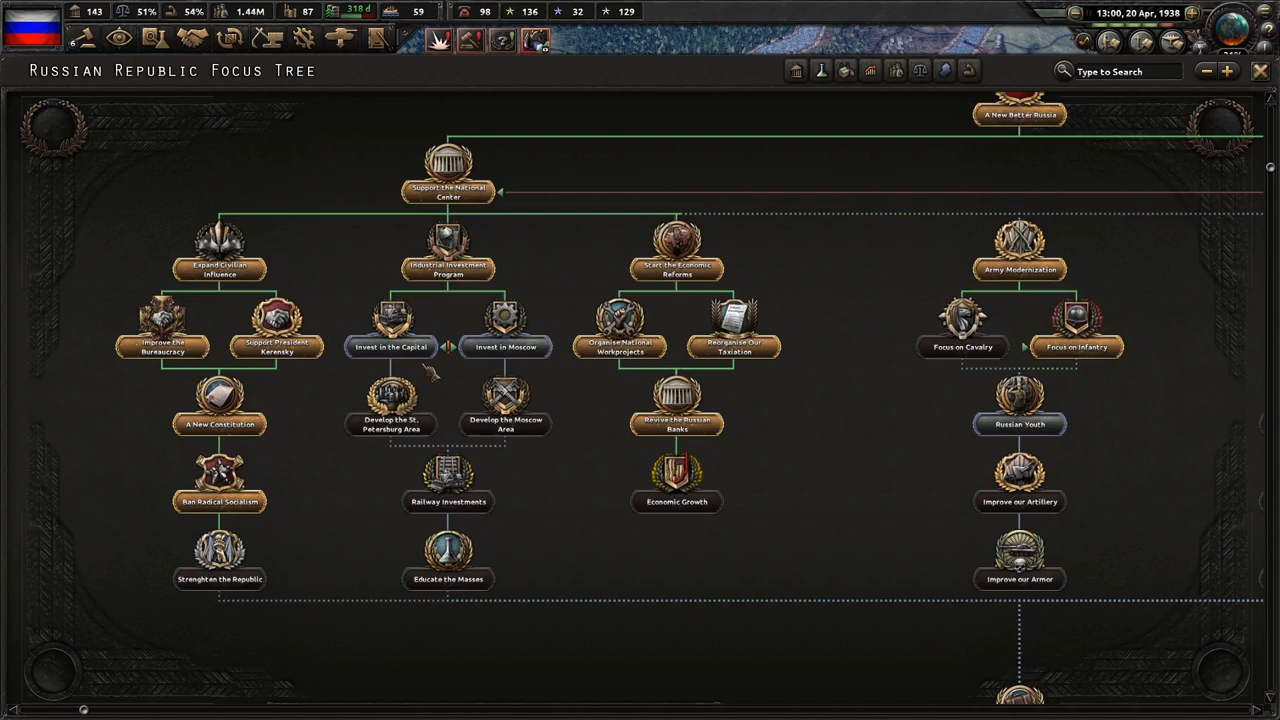 143
51%
54%
1.44M
87
318 d
59
98
136
32
129
13:00, 20 Apr, 1938
6
Russian Republic Focus Tree
Type to Search
A New Better Russia
Support the National
Center
Expand Civilian
Influence
Industrial Investment
Program
Start the Economic
Reforms
Army Modernization
Improve the
Bureaucracy
Support President
Kerensky
Invest in the Capital
Invest in Moscow
Organise National
Workprojects
Reorganise Our
Taxiation
Focus on Cavalry
Focus on Infantry
A New Constitution
Develop the St.
Petersburg Area
Develop the Moscow
Area
Revive the Russian
Banks
Russian Youth
Ban Radical Socialism
Railway Investments
Economic Growth
Improve our Artillery
Strenghten the Republic
Educate the Masses
Improve our Armor